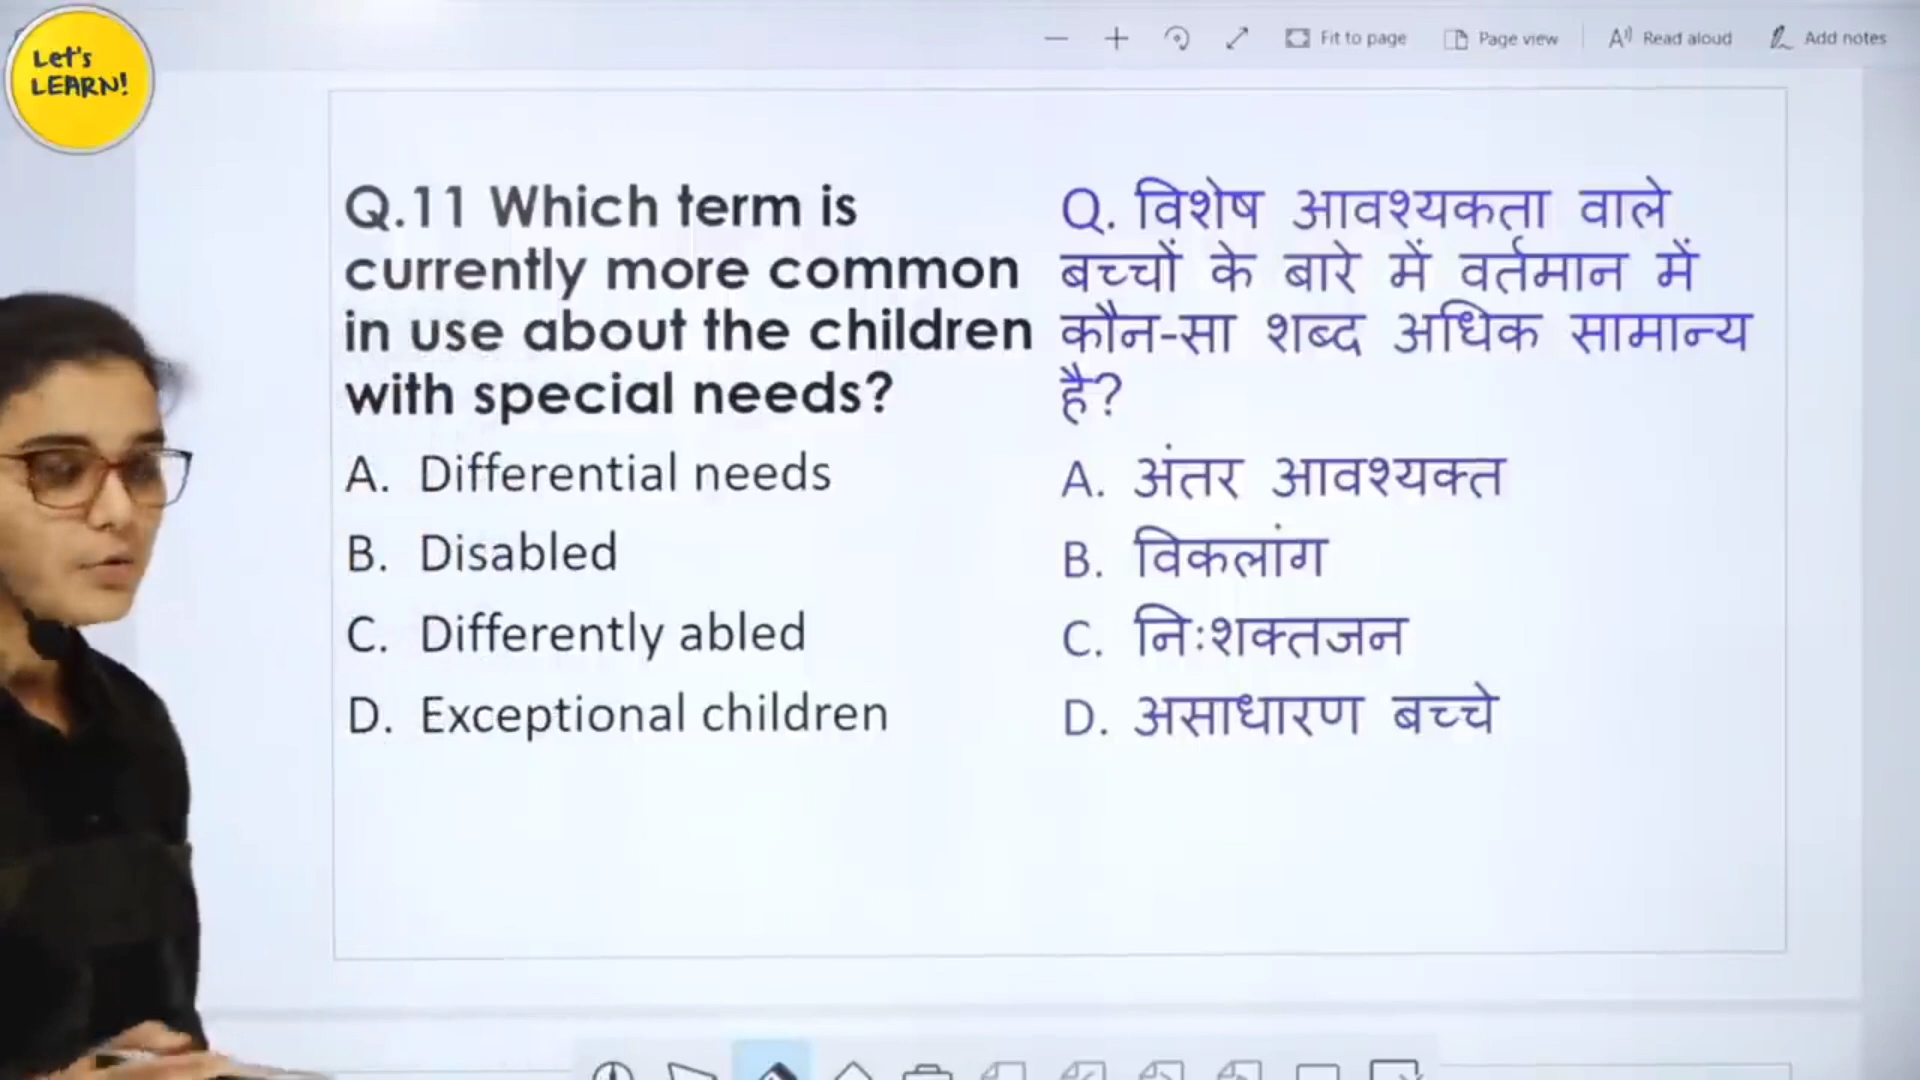 Let's
LEARN!
Fit to page
Page view
Read aloud
Add notes
Q.11 Which term is
currently more common
in use about the children
with special needs?
A. Differential needs
B. Disabled
C. Differently abled
D. Exceptional children
Q. विशेष आवश्यकता वाले
बच्चों के बारे में वर्तमान में
कौन-सा शब्द अधिक सामान्य
है?
A. अंतर आवश्यक्त
B. विकलांग
C. निःशक्तजन
D. असाधारण बच्चे